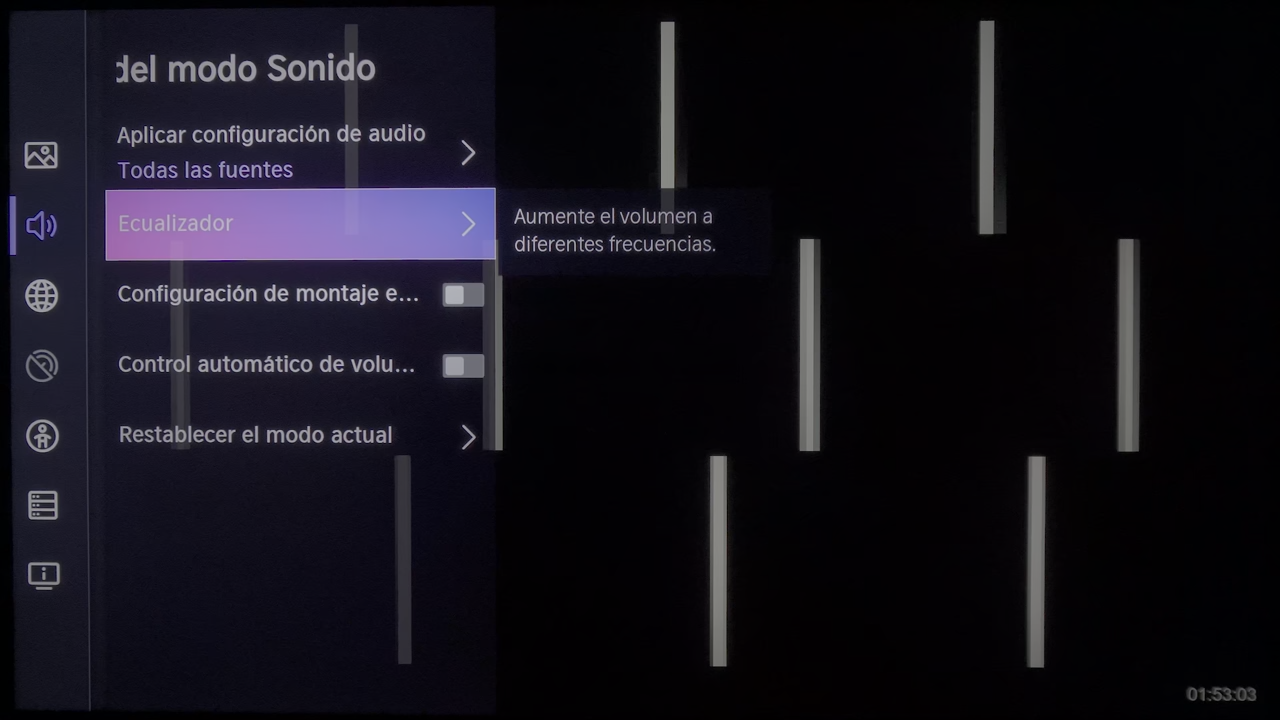 del modo Sonido
Aplicar configuración de audio
Todas las fuentes
Ecualizador
Aumente el volumen a
diferentes frecuencias.
Configuración de montaje e...
Control automático de volu...
Restablecer el modo actual
01:53:03